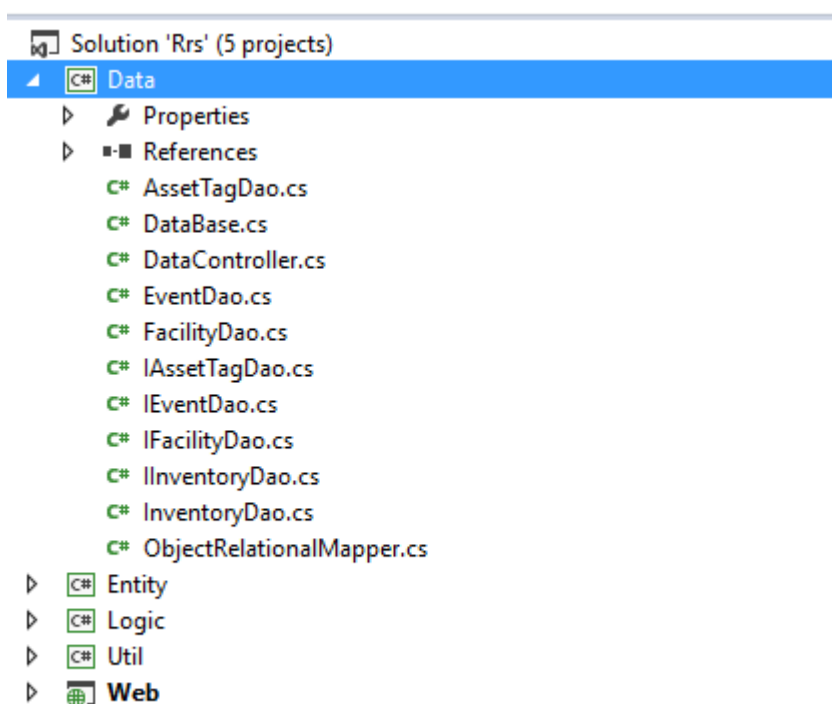 Solution 'Rrs' (5 projects)
C# Data
Properties
References
C# AssetTagDao.cs
C# DataBase.cs
C# DataController.cs
C# EventDao.cs
C# FacilityDao.cs
C# IAssetTagDao.cs
C# IEventDao.cs
C# IFacilityDao.cs
C# IInventoryDao.cs
C# InventoryDao.cs
C# ObjectRelationalMapper.cs
C# Entity
C# Logic
C# Util
Web